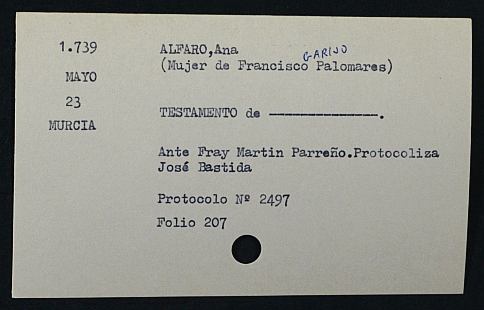 1.739
MAYO
23
MURCIA
ALFARO,Ana
GARIJO
(Mujer de Francisco Palomares)
TESTAMENTO de ---------------.
Ante Fray Martin Parreño.Protocoliza
José Bastida
Protocolo Nº 2497
Folio 207